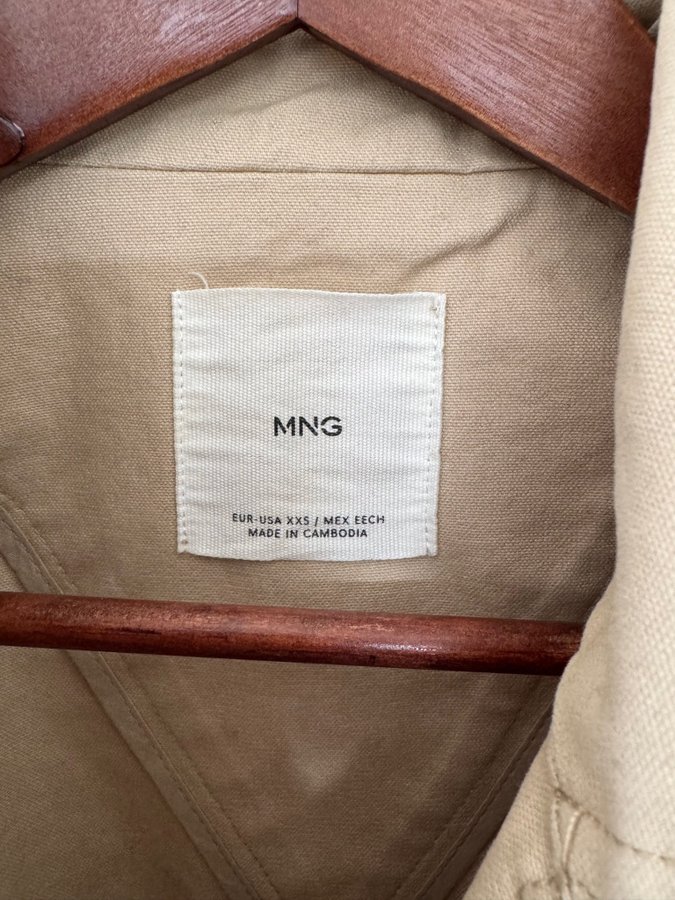 MNG
EUR-USA XXS / MEX EECH
MADE IN CAMBODIA